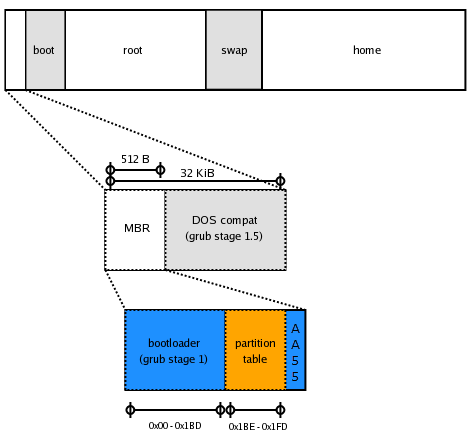 boot
root
swap
home
512 B
32 KiB
MBR
DOS compat
(grub stage 1.5)
bootloader
(grub stage 1)
partition
table
A
A
5
5
0x00 - 0x1BD
0x1BE - 0x1FD